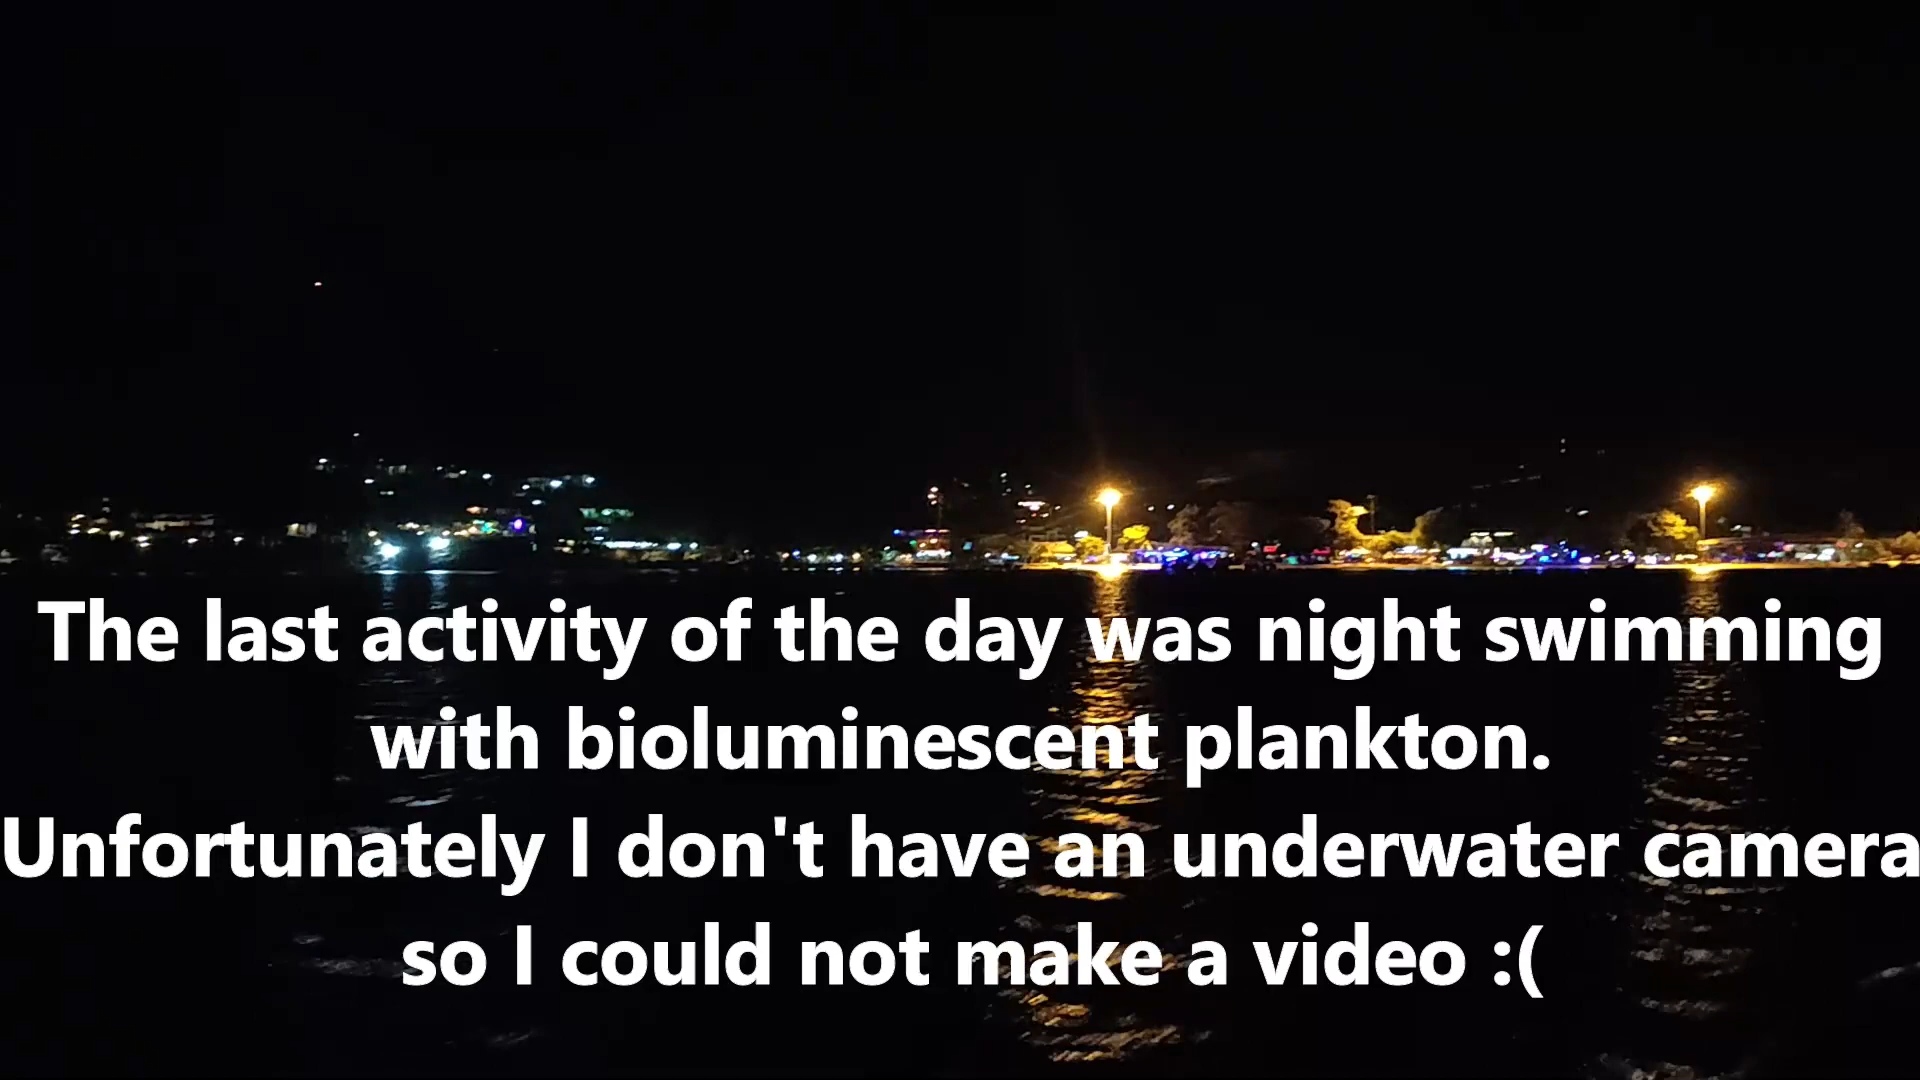 The last activity of the day was night swimming
with bioluminescent plankton.
Unfortunately I don't have an underwater camera
so I could not make a video :(